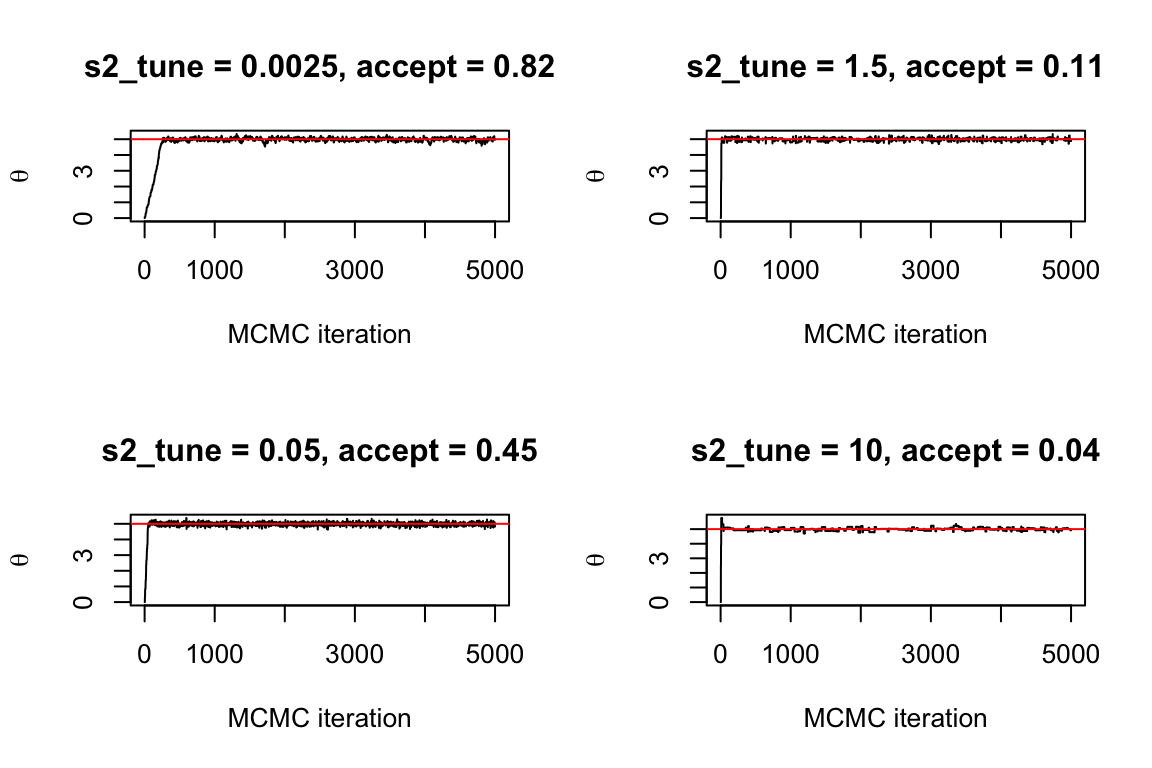 s2_tune = 0.0025, accept = 0.82
θ
3
0
0 1000 3000 5000
MCMC iteration
s2_tune = 1.5, accept = 0.11
θ
3
0
0 1000 3000 5000
MCMC iteration
s2_tune = 0.05, accept = 0.45
θ
3
0
0 1000 3000 5000
MCMC iteration
s2_tune = 10, accept = 0.04
θ
3
0
0 1000 3000 5000
MCMC iteration